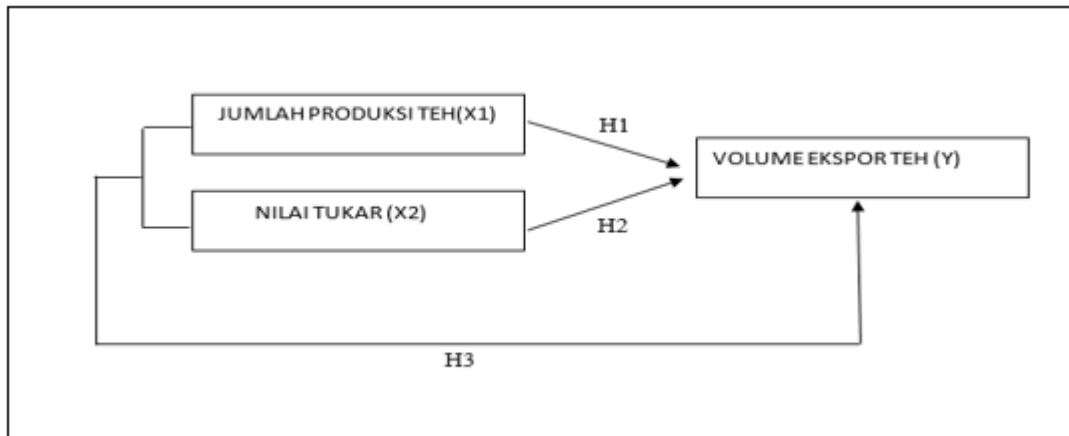 JUMLAH PRODUKSI TEH(X1)
H1
VOLUME EKSPOR TEH (Y)
NILAI TUKAR (X2)
H2
H3